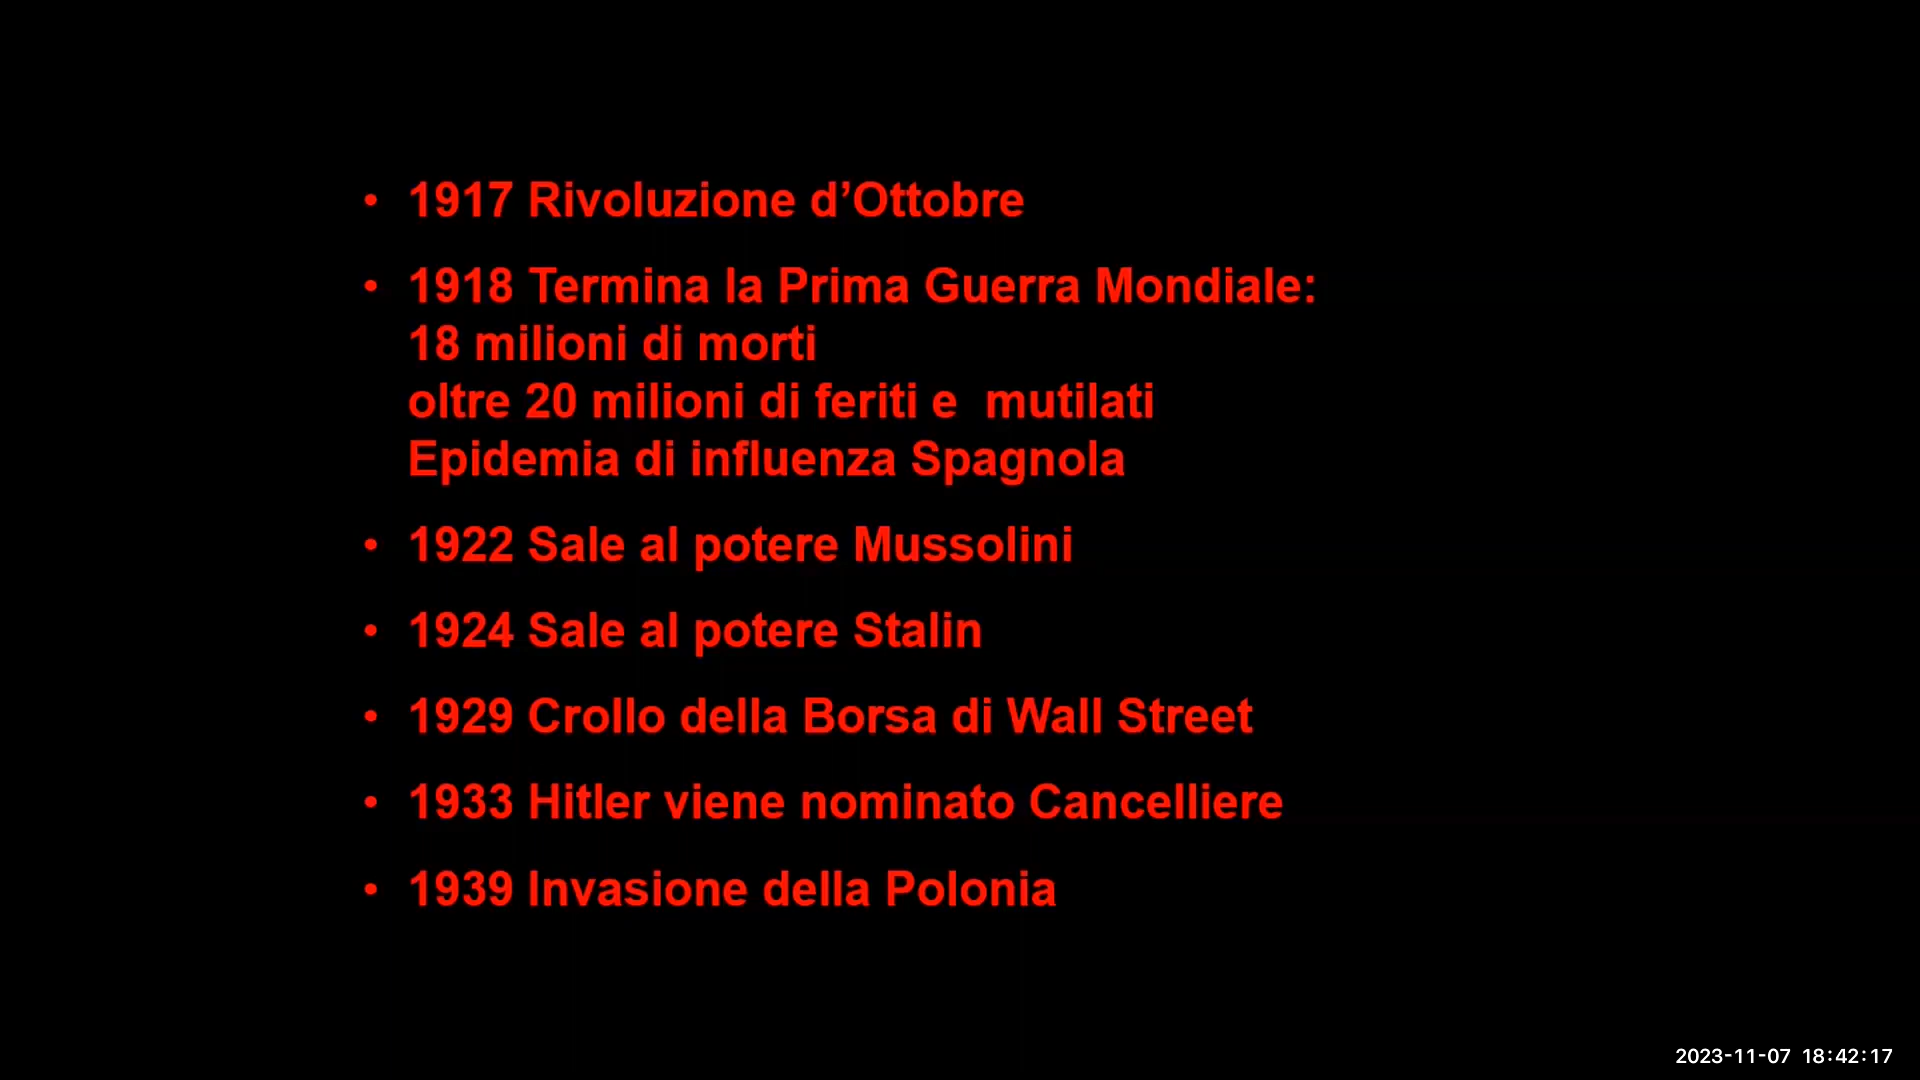 • 1917 Rivoluzione d’Ottobre
• 1918 Termina la Prima Guerra Mondiale:
18 milioni di morti
oltre 20 milioni di feriti e  mutilati
Epidemia di influenza Spagnola
• 1922 Sale al potere Mussolini
• 1924 Sale al potere Stalin
• 1929 Crollo della Borsa di Wall Street
• 1933 Hitler viene nominato Cancelliere
• 1939 Invasione della Polonia
2023-11-07 18:42:17